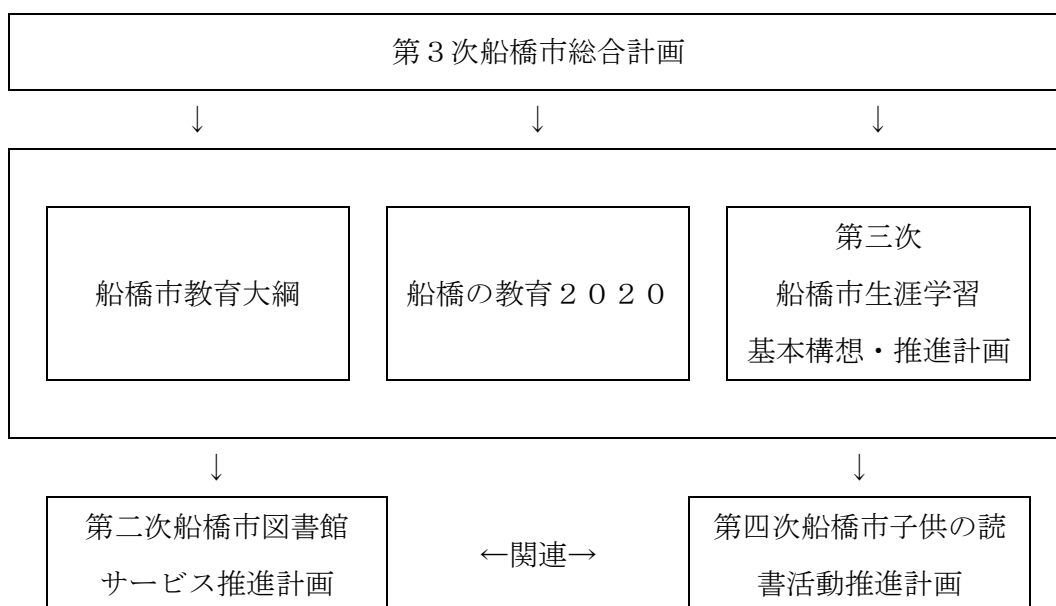 第３次船橋市総合計画
↓ ↓ ↓
船橋市教育大綱
船橋の教育２０２０
第三次
船橋市生涯学習
基本構想・推進計画
↓ ↓
第二次船橋市図書館
サービス推進計画
←関連→
第四次船橋市子供の読
書活動推進計画